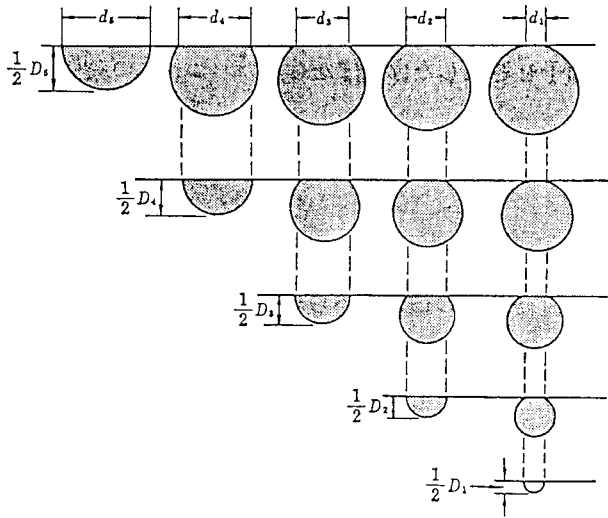 d₅ d₄ d₃ d₂ d₁
1/2 D₅
1/2 D₄
1/2 D₃
1/2 D₂
1/2 D₁